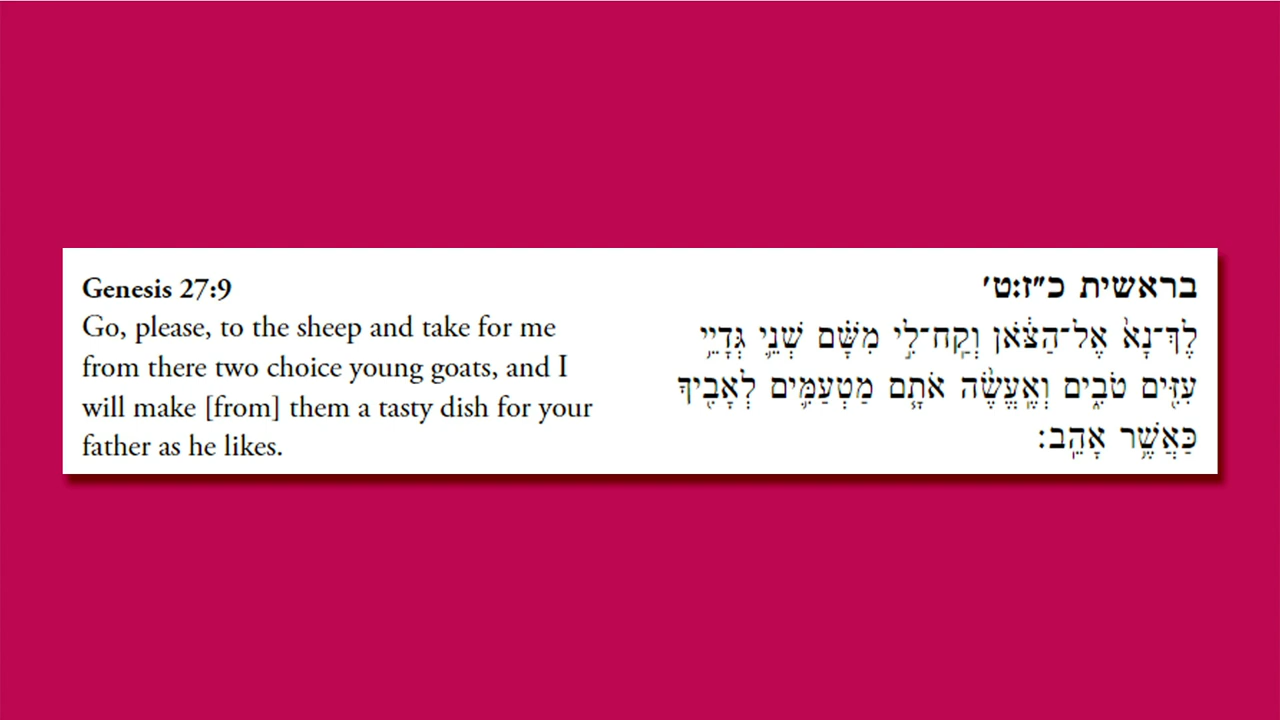 Genesis 27:9
Go, please, to the sheep and take for me
from there two choice young goats, and I
will make [from] them a tasty dish for your
father as he likes.
בראשית כ״ז:ט׳
לֶךְ־נָא֙ אֶל־הַצֹּ֔אן וְקַֽח־לִ֣י מִשָּׁ֗ם שְׁנֵ֛י גְּדָיֵ֥י
עִזִּ֖ים טֹבִ֑ים וְאֶֽעֱשֶׂ֨ה אֹתָ֧ם מַטְעַמִּ֛ים לְאָבִ֖יךָ
כַּאֲשֶׁ֥ר אָהֵֽב׃